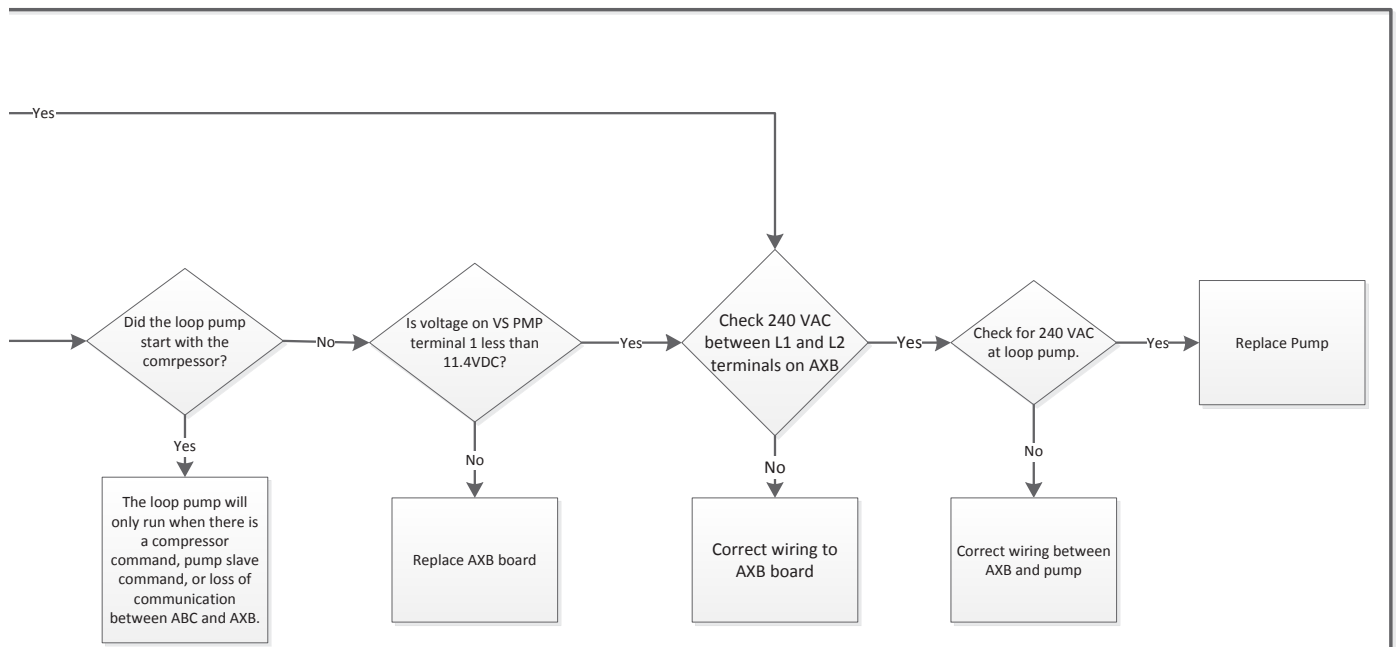 Yes
Did the loop pump
start with the
comrpessor?
No
Is voltage on VS PMP
terminal 1 less than
11.4VDC?
Yes
Check 240 VAC
between L1 and L2
terminals on AXB
Yes
Check for 240 VAC
at loop pump.
Yes
Replace Pump
Yes
No
No
No
The loop pump will
only run when there is
a compressor
command, pump slave
command, or loss of
communication
between ABC and AXB.
Replace AXB board
Correct wiring to
AXB board
Correct wiring between
AXB and pump